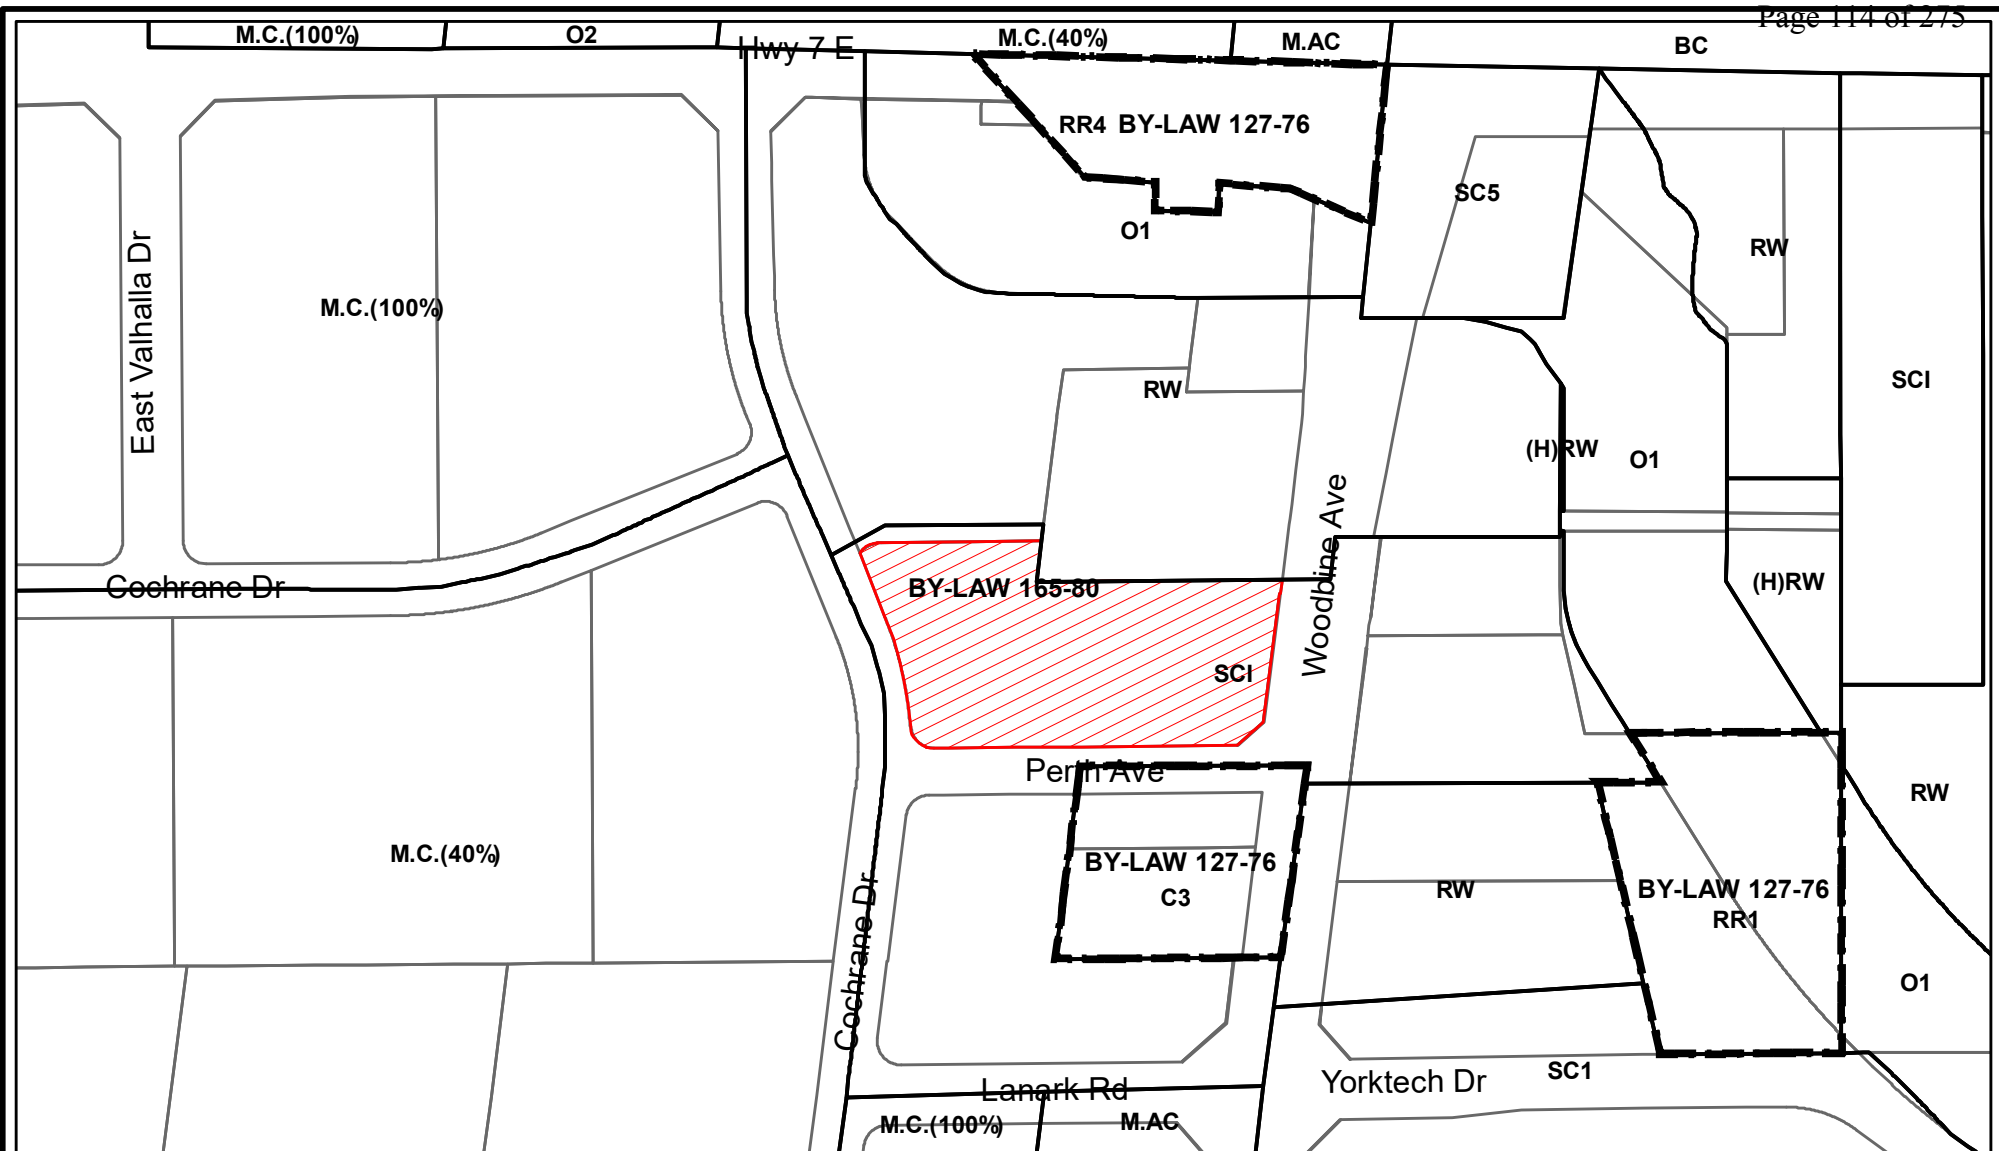 Page 114 of 275
M.C.(100%)
O2
Hwy 7 E
M.C.(40%)
M.AC
BC
RR4 BY-LAW 127-76
SC5
O1
RW
East Valhalla Dr
M.C.(100%)
RW
SCI
(H)RW
O1
Woodbine Ave
Cochrane Dr
BY-LAW 165-80
(H)RW
SCI
Perth Ave
RW
M.C.(40%)
BY-LAW 127-76
C3
RW
BY-LAW 127-76
RR1
Cochrane Dr
O1
Lanark Rd
Yorktech Dr
SC1
M.C.(100%)
M.AC